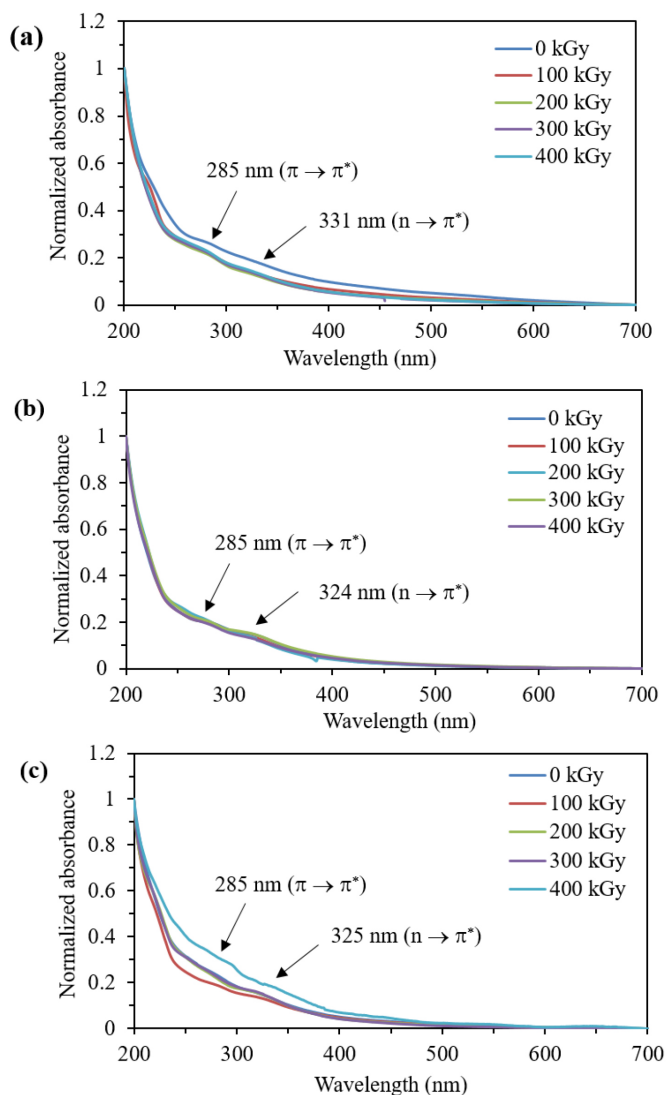 (a)
1.2
1
0.8
0.6
0.4
0.2
0
Normalized absorbance
0 kGy
100 kGy
200 kGy
300 kGy
400 kGy
285 nm (π → π*)
331 nm (n → π*)
200 300 400 500 600 700
Wavelength (nm)
(b)
1.2
1
0.8
0.6
0.4
0.2
0
Normalized absorbance
0 kGy
100 kGy
200 kGy
300 kGy
400 kGy
285 nm (π → π*)
324 nm (n → π*)
200 300 400 500 600 700
Wavelength (nm)
(c)
1.2
1
0.8
0.6
0.4
0.2
0
Normalized absorbance
0 kGy
100 kGy
200 kGy
300 kGy
400 kGy
285 nm (π → π*)
325 nm (n → π*)
200 300 400 500 600 700
Wavelength (nm)